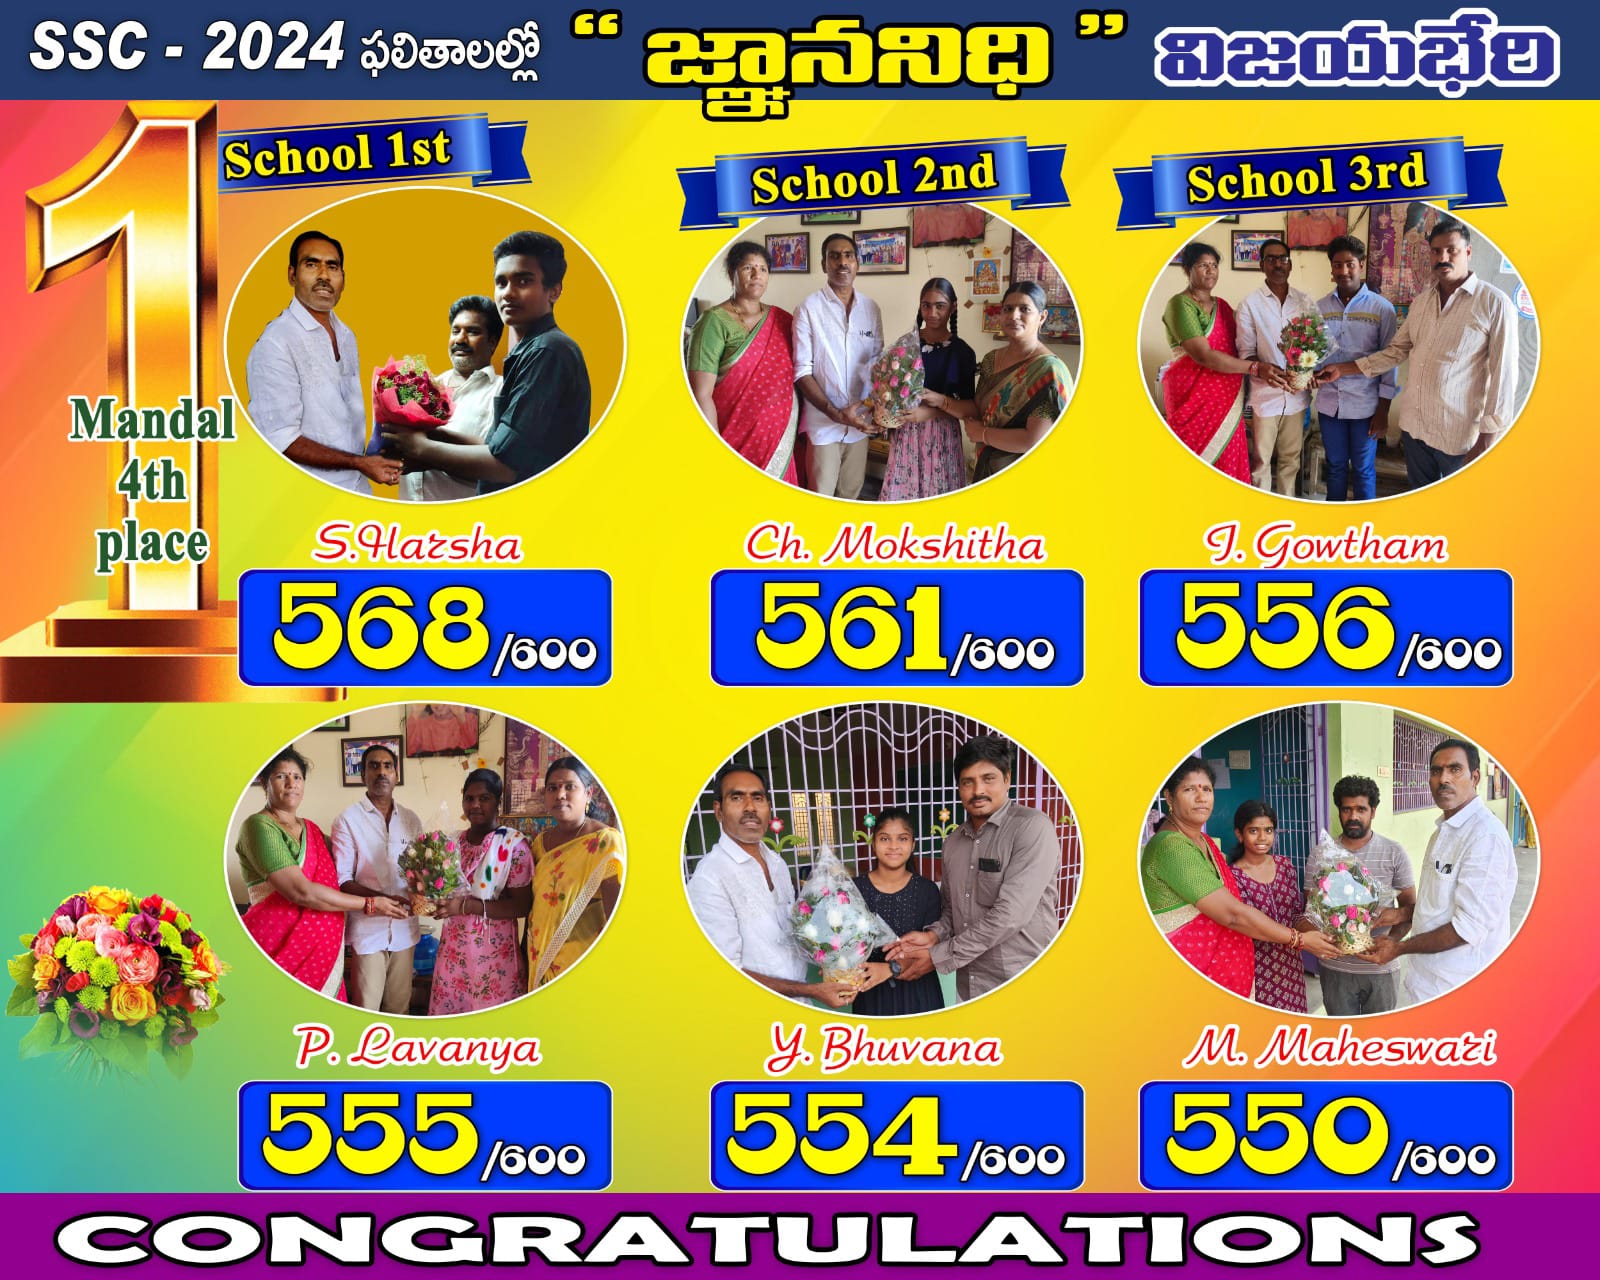 SSC - 2024 ఫలితాలల్లో " జ్ఞాననిధి " విజయభేరి
School 1st
School 2nd
School 3rd
Mandal
4th
place
S.Harsha
Ch. Mokshitha
I. Gowtham
568/600
561/600
556/600
P. Lavanya
Y. Bhuvana
M. Maheswari
555/600
554/600
550/600
CONGRATULATIONS